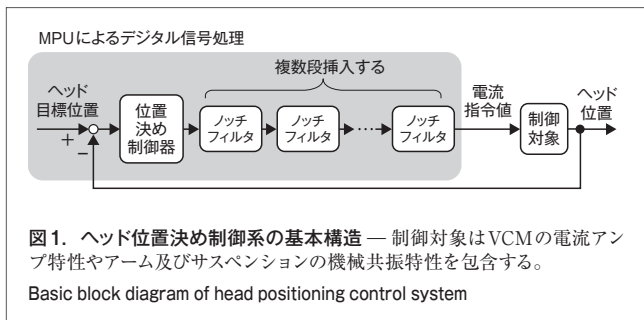 MPUによるデジタル信号処理
複数段挿入する
ヘッド
目標位置
+
−
位置
決め
制御器
ノッチ
フィルタ
ノッチ
フィルタ
…
ノッチ
フィルタ
電流
指令値
制御
対象
ヘッド
位置
図1. ヘッド位置決め制御系の基本構造 ― 制御対象はVCMの電流アン
プ特性やアーム及びサスペンションの機械共振特性を包含する。
Basic block diagram of head positioning control system